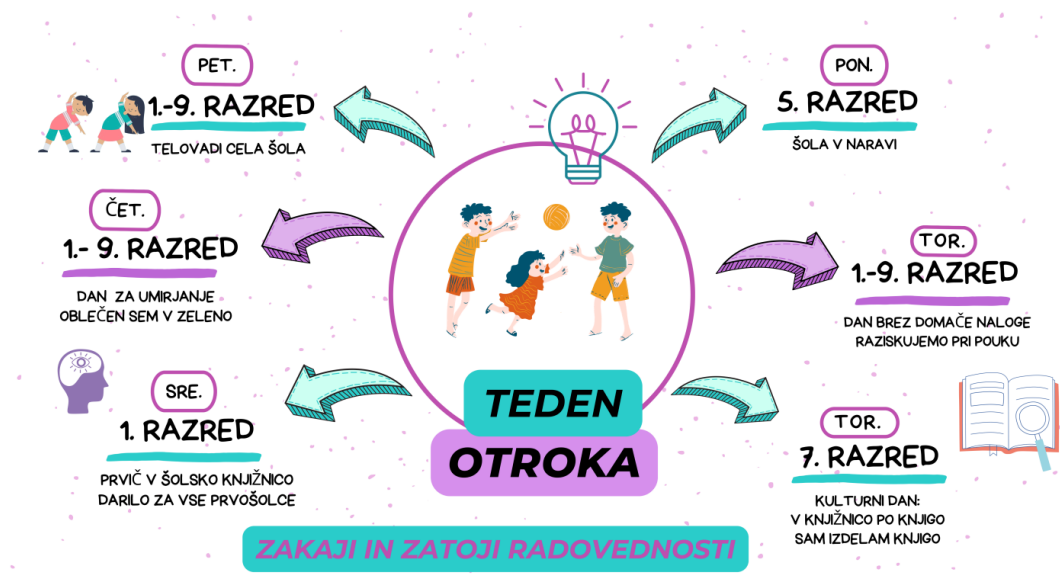 PON.
5. RAZRED
ŠOLA V NARAVI
TOR.
1.-9. RAZRED
DAN BREZ DOMAČE NALOGE
RAZISKUJEMO PRI POUKU
TOR.
7. RAZRED
KULTURNI DAN:
V KNJIŽNICO PO KNJIGO
SAM IZDELAM KNJIGO
SRE.
1. RAZRED
PRVIČ V ŠOLSKO KNJIŽNICO
DARILO ZA VSE PRVOŠOLCE
ČET.
1.- 9. RAZRED
DAN ZA UMIRJANJE
OBLEČEN SEM V ZELENO
PET.
1.-9. RAZRED
TELOVADI CELA ŠOLA
TEDEN
OTROKA
ZAKAJI IN ZATOJI RADOVEDNOSTI